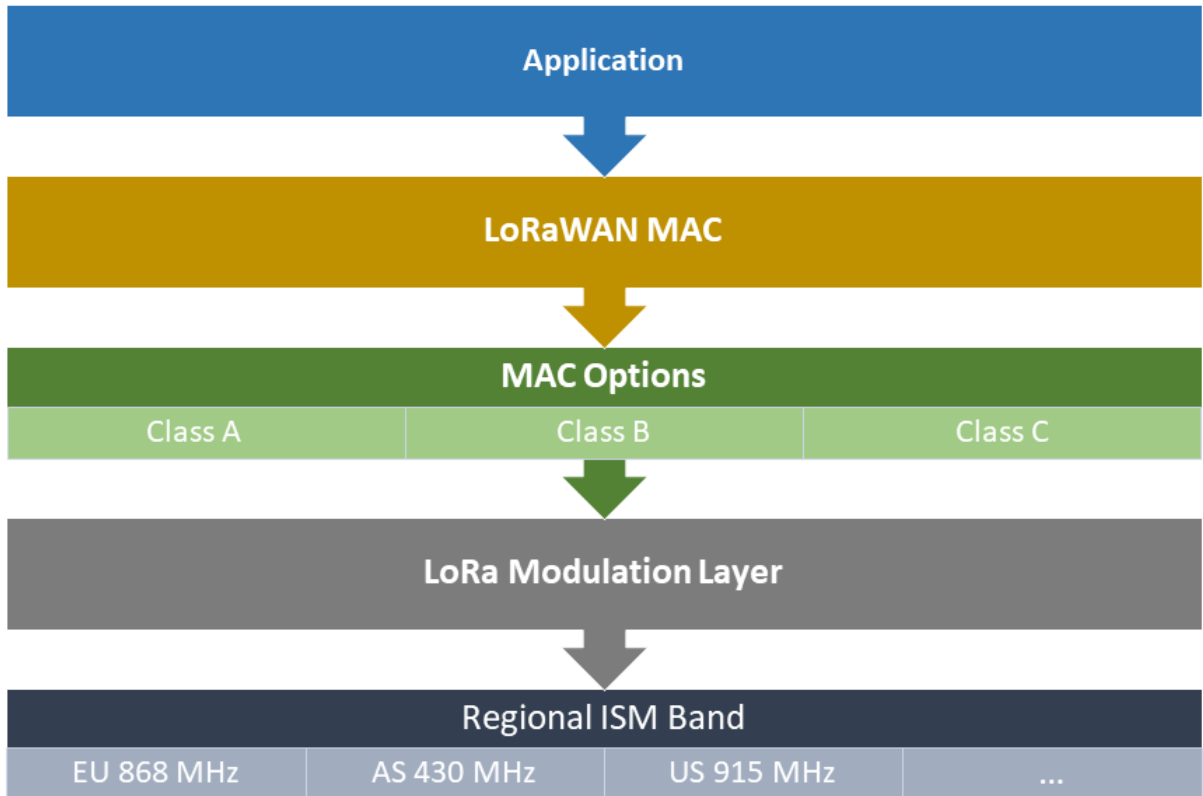 Application
LoRaWAN MAC
MAC Options
Class A
Class B
Class C
LoRa Modulation Layer
Regional ISM Band
EU 868 MHz
AS 430 MHz
US 915 MHz
...